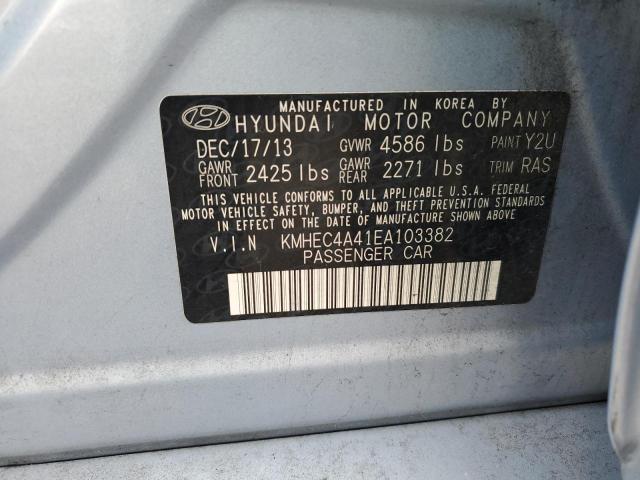 MANUFACTURED IN KOREA BY
HYUNDAI MOTOR COMPANY
DEC/17/13 GVWR 4586 lbs PAINT Y2U
GAWR FRONT 2425 lbs GAWR REAR 2271 lbs TRIM RAS
THIS VEHICLE CONFORMS TO ALL APPLICABLE U.S.A. FEDERAL
MOTOR VEHICLE SAFETY, BUMPER, AND THEFT PREVENTION STANDARDS
IN EFFECT ON THE DATE OF MANUFACTURE SHOWN ABOVE.
V.I.N KMHEC4A41EA103382
PASSENGER CAR